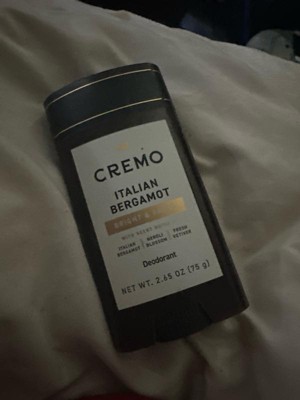 CREMO
ITALIAN
BERGAMOT
BRIGHT &
WITH NOTES OF
ITALIAN BERGAMOT | NEROLI BLOSSOM | FRESH VETIVER
Deodorant
NET WT. 2.65 OZ (75 g)